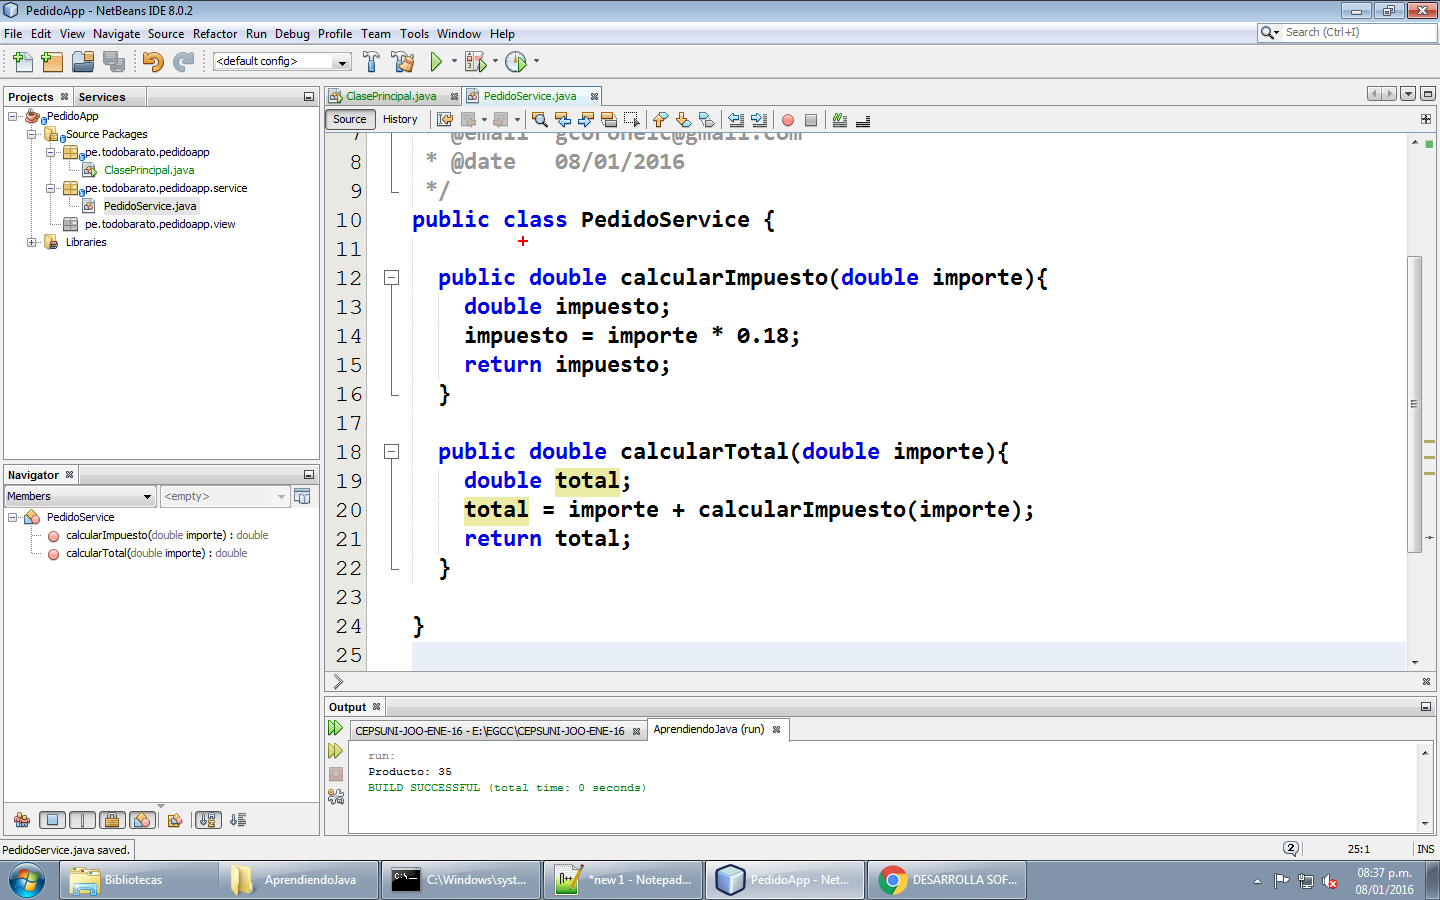 PedidoApp - NetBeans IDE 8.0.2
File Edit View Navigate Source Refactor Run Debug Profile Team Tools Window Help
Search (Ctrl+I)
<default config>
Projects Services
PedidoApp
Source Packages
pe.todobarato.pedidoapp
ClasePrincipal.java
pe.todobarato.pedidoapp.service
PedidoService.java
pe.todobarato.pedidoapp.view
Libraries
Navigator
Members <empty>
PedidoService
calcularImpuesto(double importe) : double
calcularTotal(double importe) : double
ClasePrincipal.java PedidoService.java
Source History
7 @email gcoronelc@gmail.com
8 * @date 08/01/2016
9 */
10 public class PedidoService {
11
12 public double calcularImpuesto(double importe){
13 double impuesto;
14 impuesto = importe * 0.18;
15 return impuesto;
16 }
17
18 public double calcularTotal(double importe){
19 double total;
20 total = importe + calcularImpuesto(importe);
21 return total;
22 }
23
24 }
25
Output
CEPSUNI-JOO-ENE-16 - E:\EGCC\CEPSUNI-JOO-ENE-16 AprendiendoJava (run)
run:
Producto: 35
BUILD SUCCESSFUL (total time: 0 seconds)
PedidoService.java saved.
2 25:1 INS
Bibliotecas AprendiendoJava C:\Windows\syst... *new 1 - Notepad... PedidoApp - Net... DESARROLLA SOF...
08:37 p.m.
08/01/2016